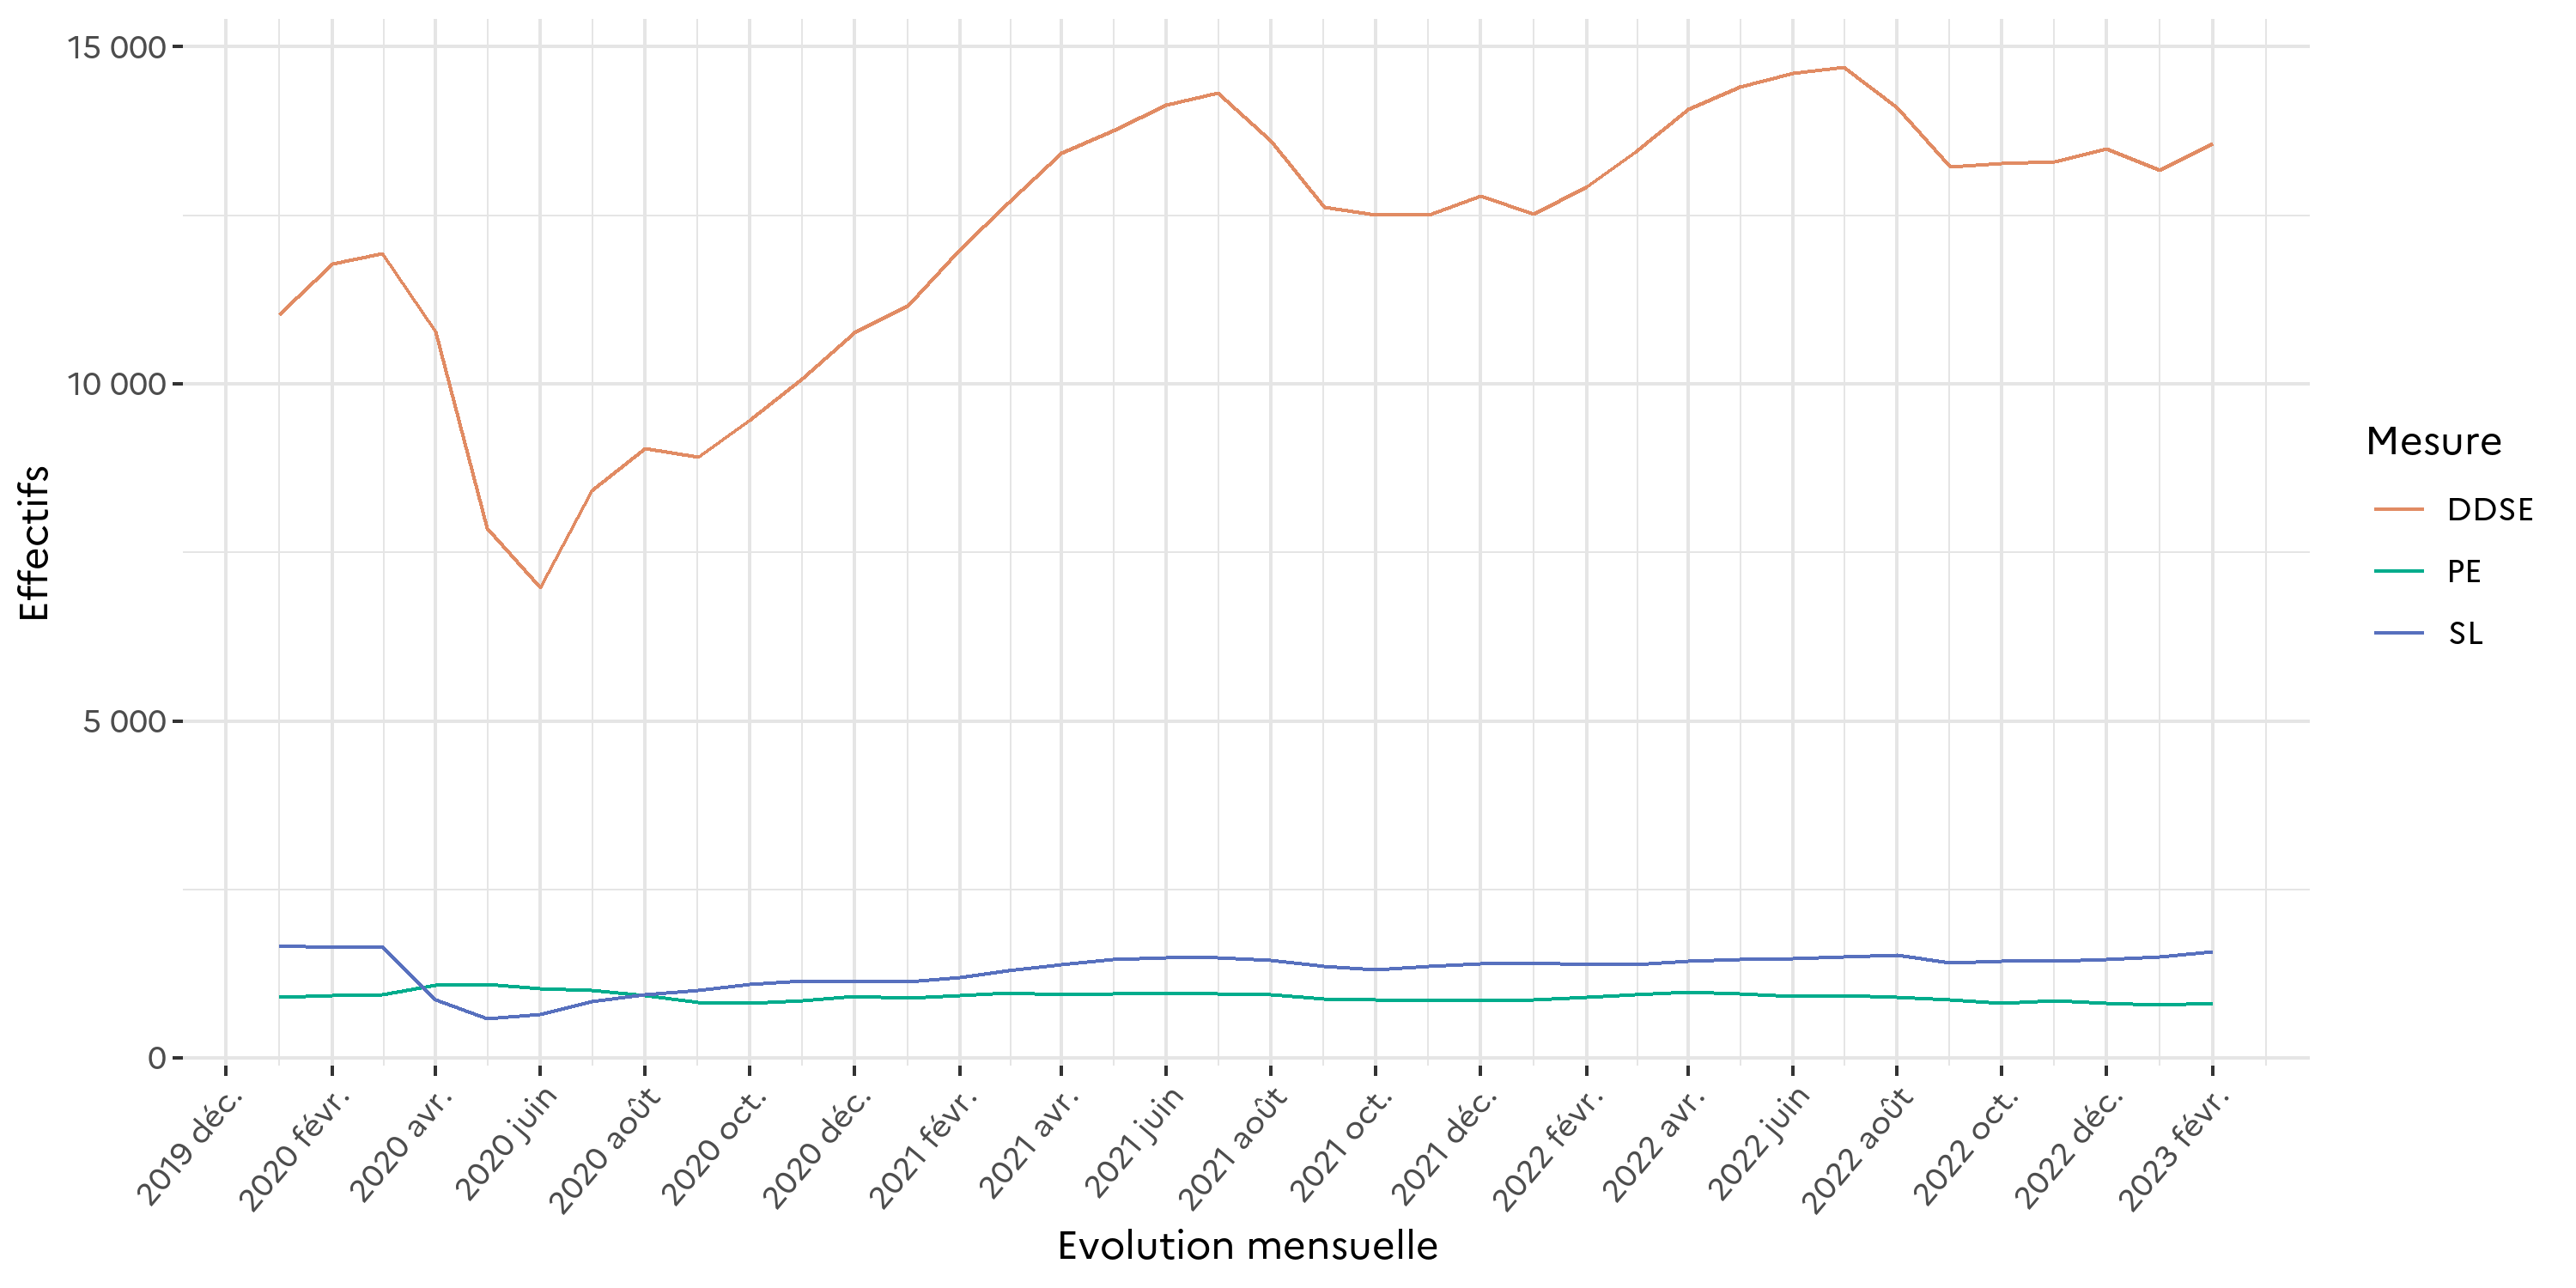 15 000
10 000
5 000
0
Effectifs
2019 déc.
2020 févr.
2020 avr.
2020 juin
2020 août
2020 oct.
2020 déc.
2021 févr.
2021 avr.
2021 juin
2021 août
2021 oct.
2021 déc.
2022 févr.
2022 avr.
2022 juin
2022 août
2022 oct.
2022 déc.
2023 févr.
Evolution mensuelle
Mesure
DDSE
PE
SL